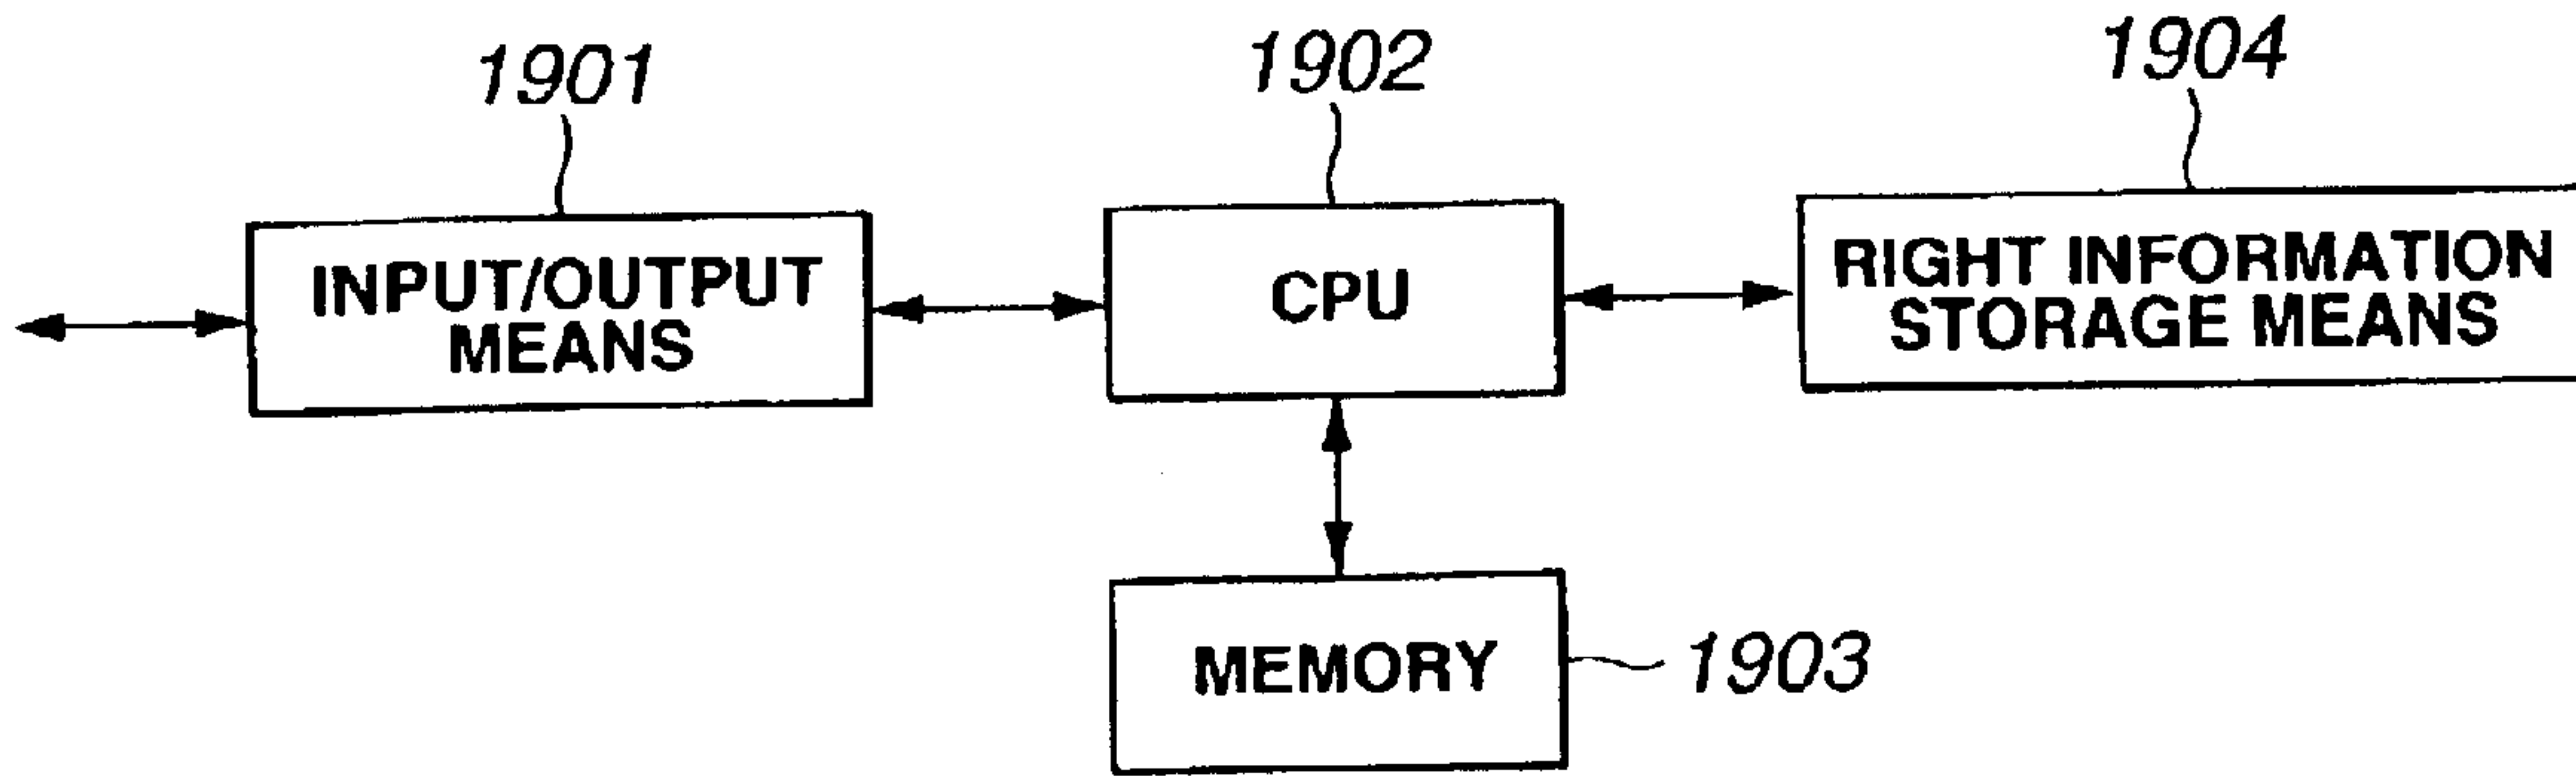 1901
1902
1904
INPUT/OUTPUT
MEANS
CPU
RIGHT INFORMATION
STORAGE MEANS
MEMORY
1903